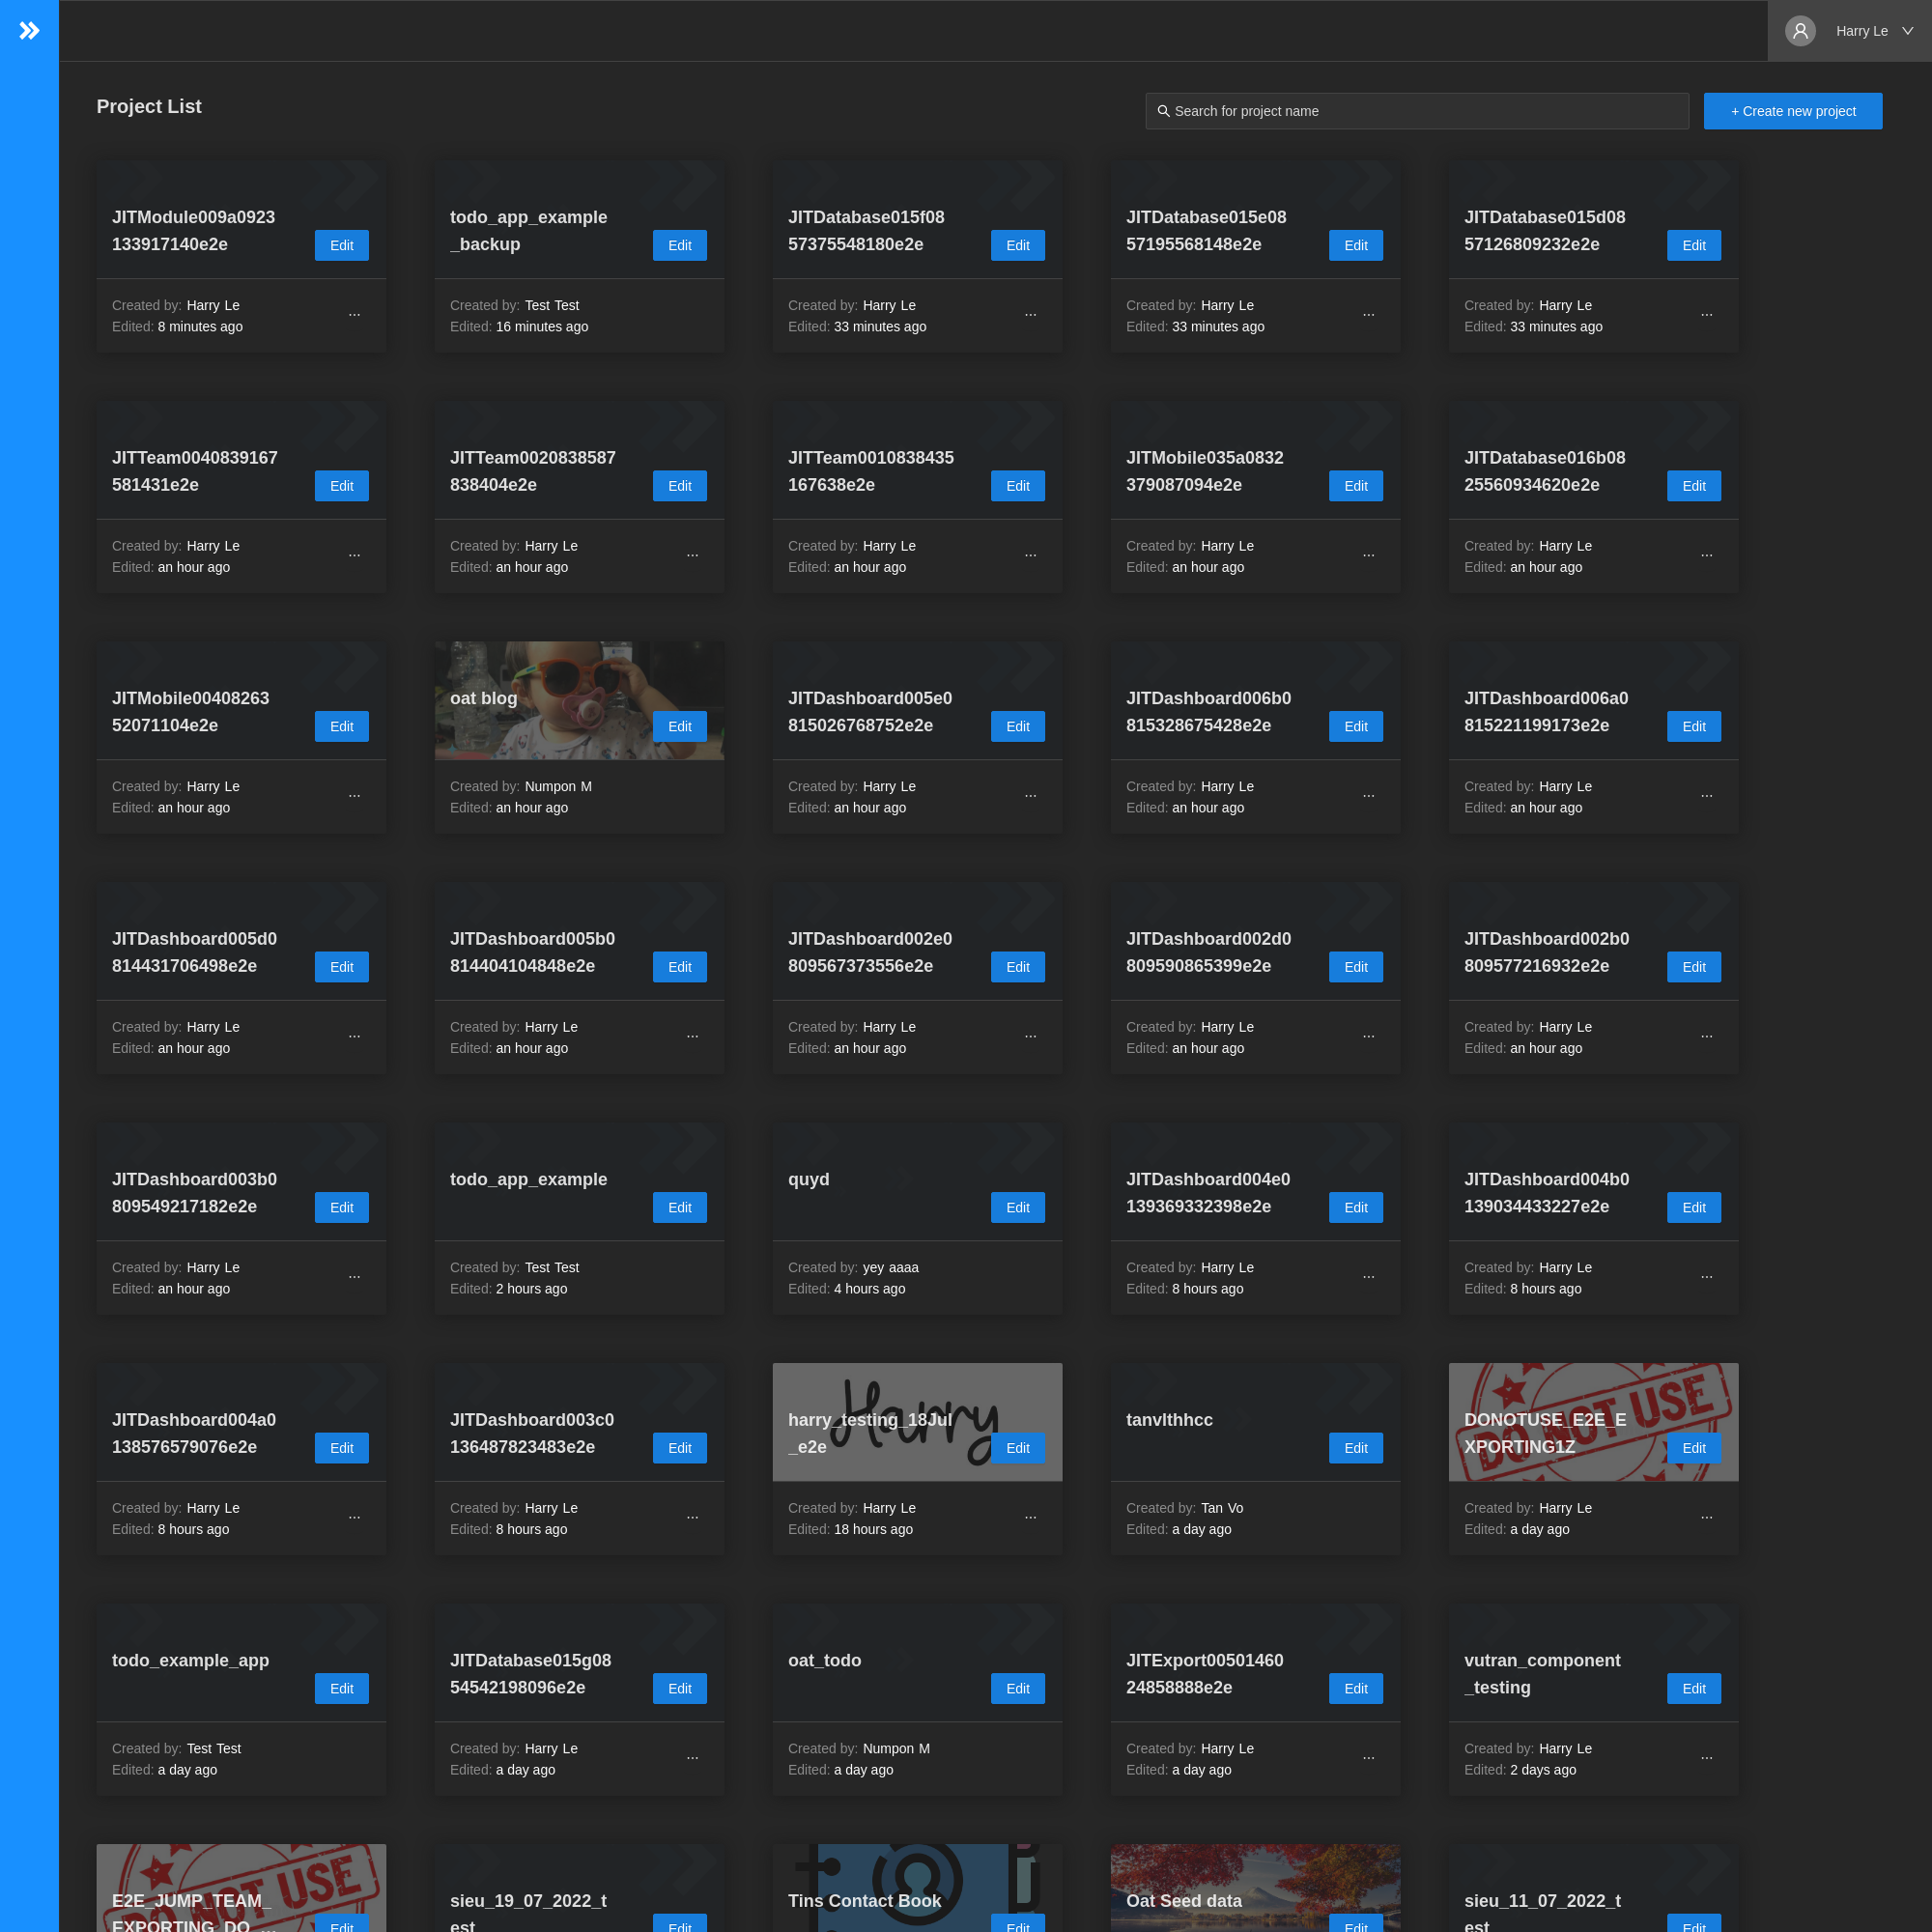 Harry Le
Project List
Search for project name
+ Create new project
JITModule009a0923
133917140e2e
Edit
Created by: Harry Le
Edited: 8 minutes ago
...
todo_app_example
_backup
Edit
Created by: Test Test
Edited: 16 minutes ago
JITDatabase015f08
57375548180e2e
Edit
Created by: Harry Le
Edited: 33 minutes ago
...
JITDatabase015e08
57195568148e2e
Edit
Created by: Harry Le
Edited: 33 minutes ago
...
JITDatabase015d08
57126809232e2e
Edit
Created by: Harry Le
Edited: 33 minutes ago
...
JITTeam0040839167
581431e2e
Edit
Created by: Harry Le
Edited: an hour ago
...
JITTeam0020838587
838404e2e
Edit
Created by: Harry Le
Edited: an hour ago
...
JITTeam0010838435
167638e2e
Edit
Created by: Harry Le
Edited: an hour ago
...
JITMobile035a0832
379087094e2e
Edit
Created by: Harry Le
Edited: an hour ago
...
JITDatabase016b08
25560934620e2e
Edit
Created by: Harry Le
Edited: an hour ago
...
JITMobile00408263
52071104e2e
Edit
Created by: Harry Le
Edited: an hour ago
...
oat blog
Edit
Created by: Numpon M
Edited: an hour ago
JITDashboard005e0
815026768752e2e
Edit
Created by: Harry Le
Edited: an hour ago
...
JITDashboard006b0
815328675428e2e
Edit
Created by: Harry Le
Edited: an hour ago
...
JITDashboard006a0
815221199173e2e
Edit
Created by: Harry Le
Edited: an hour ago
...
JITDashboard005d0
814431706498e2e
Edit
Created by: Harry Le
Edited: an hour ago
...
JITDashboard005b0
814404104848e2e
Edit
Created by: Harry Le
Edited: an hour ago
...
JITDashboard002e0
809567373556e2e
Edit
Created by: Harry Le
Edited: an hour ago
...
JITDashboard002d0
809590865399e2e
Edit
Created by: Harry Le
Edited: an hour ago
...
JITDashboard002b0
809577216932e2e
Edit
Created by: Harry Le
Edited: an hour ago
...
JITDashboard003b0
809549217182e2e
Edit
Created by: Harry Le
Edited: an hour ago
...
todo_app_example
Edit
Created by: Test Test
Edited: 2 hours ago
quyd
Edit
Created by: yey aaaa
Edited: 4 hours ago
JITDashboard004e0
139369332398e2e
Edit
Created by: Harry Le
Edited: 8 hours ago
...
JITDashboard004b0
139034433227e2e
Edit
Created by: Harry Le
Edited: 8 hours ago
...
JITDashboard004a0
138576579076e2e
Edit
Created by: Harry Le
Edited: 8 hours ago
...
JITDashboard003c0
136487823483e2e
Edit
Created by: Harry Le
Edited: 8 hours ago
...
Harry
harry_testing_18Jul
_e2e
Edit
Created by: Harry Le
Edited: 18 hours ago
...
tanvlthhcc
Edit
Created by: Tan Vo
Edited: a day ago
DO NOT USE
DONOTUSE_E2E_E
XPORTING1Z
Edit
Created by: Harry Le
Edited: a day ago
...
todo_example_app
Edit
Created by: Test Test
Edited: a day ago
JITDatabase015g08
54542198096e2e
Edit
Created by: Harry Le
Edited: a day ago
...
oat_todo
Edit
Created by: Numpon M
Edited: a day ago
JITExport00501460
24858888e2e
Edit
Created by: Harry Le
Edited: a day ago
...
vutran_component
_testing
Edit
Created by: Harry Le
Edited: 2 days ago
...
DO NOT USE
E2E_JUMP_TEAM_
EXPORTING_DO_...
Edit
sieu_19_07_2022_t
est
Edit
Tins Contact Book
Edit
Oat Seed data
Edit
sieu_11_07_2022_t
est
Edit